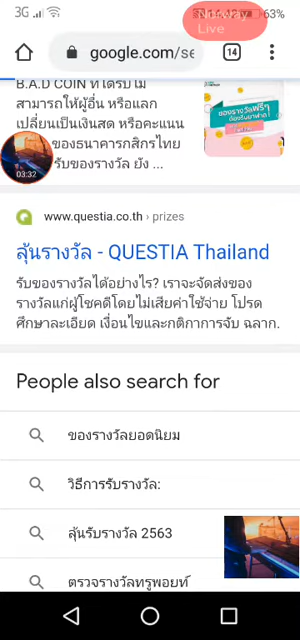 3G
63%
Nimway
Live
google.com/se
14
B.A.D COIN ที่ได้รับไม่
สามารถให้ผู้อื่น หรือแลก
เปลี่ยนเป็นเงินสด หรือคะแนน
ของธนาคารกสิกรไทย
รับของรางวัล ยัง ...
03:32
www.questia.co.th › prizes
ลุ้นรางวัล - QUESTIA Thailand
รับของรางวัลได้อย่างไร? เราจะจัดส่งของ
รางวัลแก่ผู้โชคดีโดยไม่เสียค่าใช้จ่าย โปรด
ศึกษาละเอียด เงื่อนไขและกติกาการจับ ฉลาก.
People also search for
ของรางวัลยอดนิยม
วิธีการรับรางวัล:
ลุ้นรับรางวัล 2563
ตรวจรางวัลทรูพอยท์